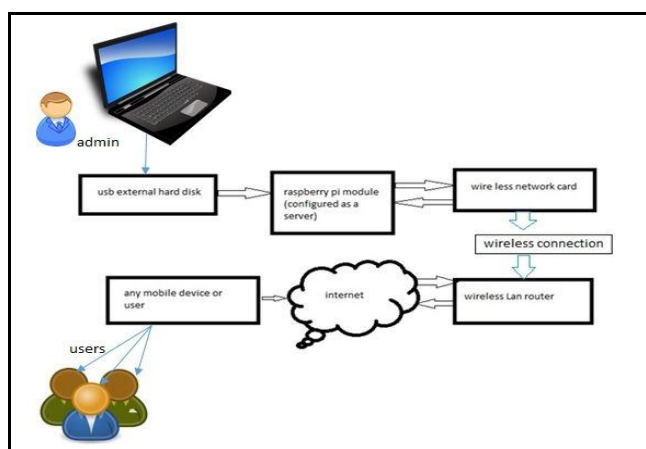 admin
usb external hard disk
raspberry pi module
(configured as a
server)
wire less network card
wireless connection
any mobile device or
user
internet
wireless Lan router
users